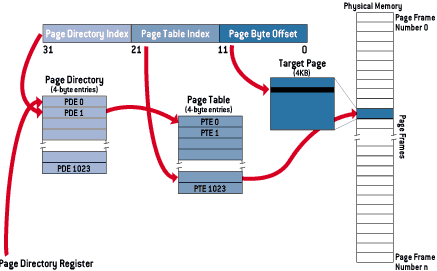 Physical Memory
Page Directory Index
Page Table Index
Page Byte Offset
31
21
11
0
Page Frame
Number 0
Target Page
(4KB)
Page Directory
(4-byte entries)
PDE 0
PDE 1
PDE 1023
Page Table
(4-byte entries)
PTE 0
PTE 1
PTE 1023
Page Frames
Page Directory Register
Page Frame
Number n